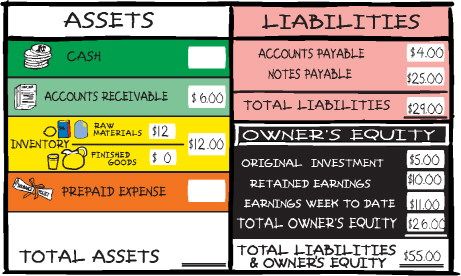 ASSETS
CASH
ACCOUNTS RECEIVABLE $6.00
INVENTORY
RAW MATERIALS $12
FINISHED GOODS $ 0
$12.00
PREPAID EXPENSE
TOTAL ASSETS
LIABILITIES
ACCOUNTS PAYABLE $4.00
NOTES PAYABLE $25.00
TOTAL LIABILITIES $29.00
OWNER'S EQUITY
ORIGINAL INVESTMENT $5.00
RETAINED EARNINGS $10.00
EARNINGS WEEK TO DATE $11.00
TOTAL OWNER'S EQUITY $26.00
TOTAL LIABILITIES
& OWNER'S EQUITY $55.00